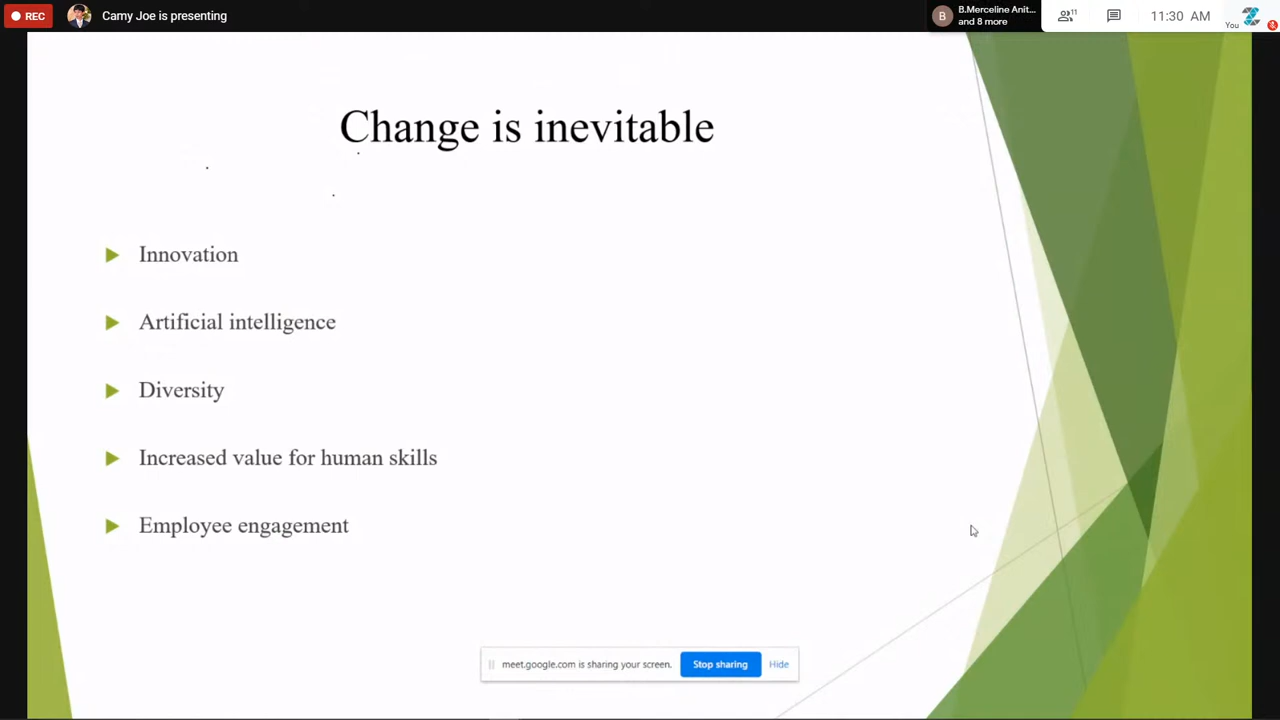 REC
Camy Joe is presenting
B.Merceline Anit...
and 8 more
11
11:30 AM
You
Change is inevitable
Innovation
Artificial intelligence
Diversity
Increased value for human skills
Employee engagement
meet.google.com is sharing your screen.
Stop sharing
Hide